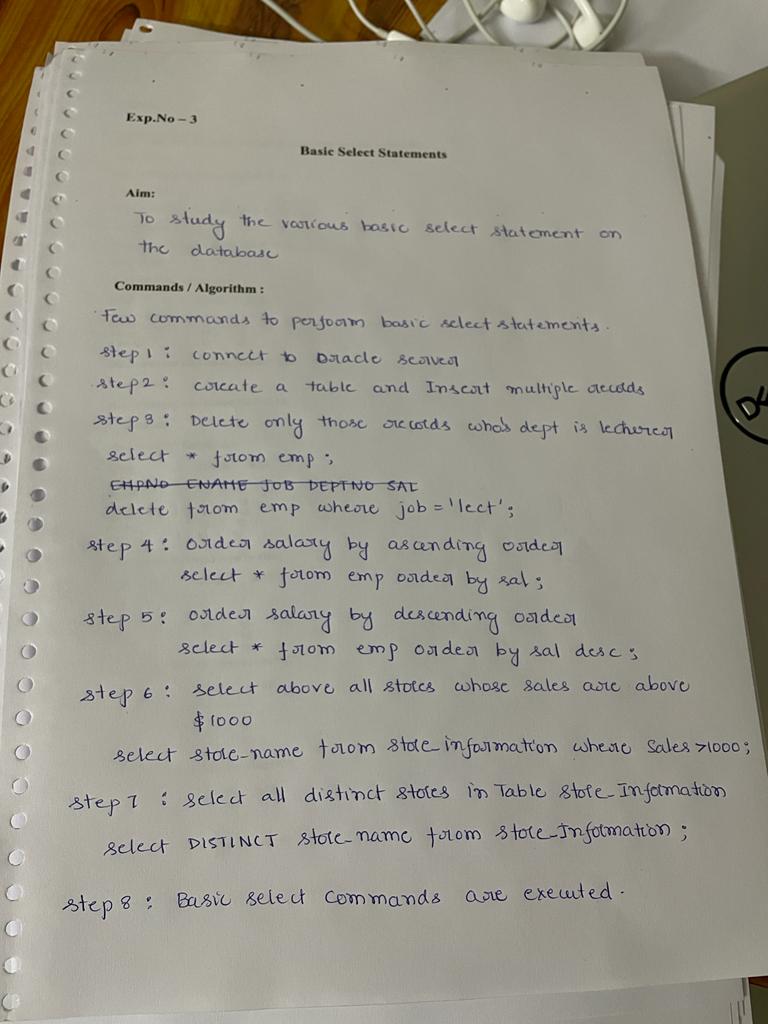 Exp.No – 3
Basic Select Statements
Aim:
To study the various basic select statement on
the database
Commands / Algorithm :
Few commands to perform basic select statements.
step 1 : connect to oracle server
step 2 : create a table and Insert multiple records
step 3 : Delete only those records who's dept is lecherer
select * from emp ;
EMPNO ENAME JOB DEPTNO SAL
delete from emp where job = 'lect' ;
step 4 : order salary by ascending order
select * from emp order by sal ;
step 5 : order salary by descending order
select * from emp order by sal desc ;
step 6 : select above all stores whose sales are above
$1000
select store_name from store_information where Sales >1000 ;
step 7 : select all distinct stores in Table store_Information
select DISTINCT store_name from store_Information ;
step 8 : Basic select Commands are executed.